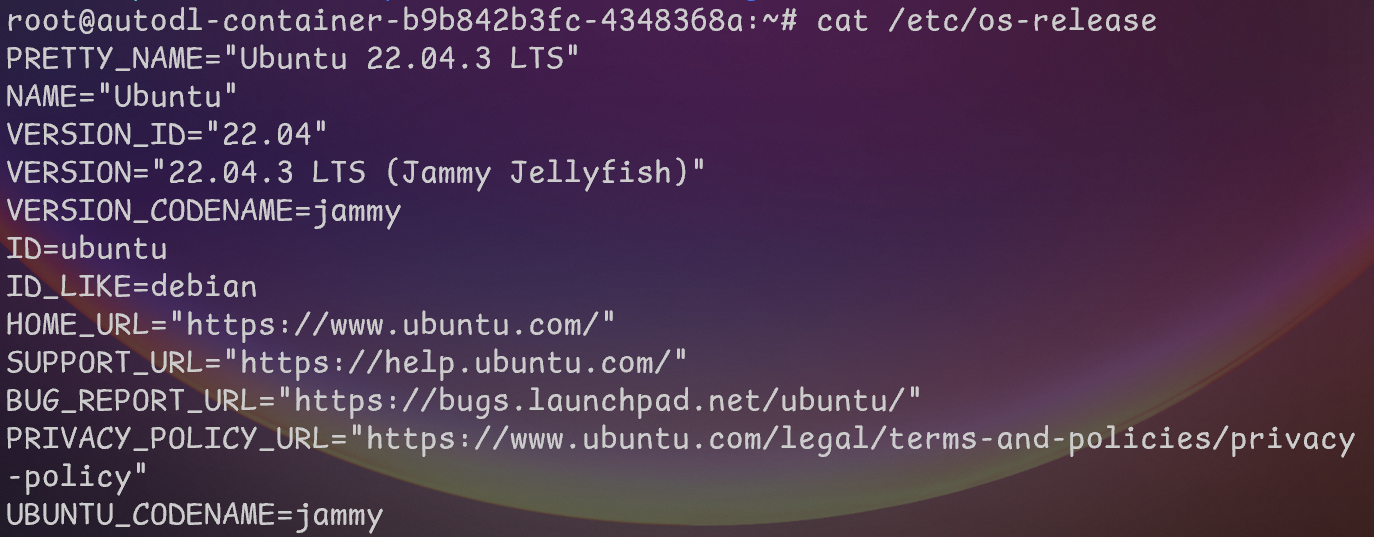 root@autodl-container-b9b842b3fc-4348368a:~# cat /etc/os-release
PRETTY_NAME="Ubuntu 22.04.3 LTS"
NAME="Ubuntu"
VERSION_ID="22.04"
VERSION="22.04.3 LTS (Jammy Jellyfish)"
VERSION_CODENAME=jammy
ID=ubuntu
ID_LIKE=debian
HOME_URL="https://www.ubuntu.com/"
SUPPORT_URL="https://help.ubuntu.com/"
BUG_REPORT_URL="https://bugs.launchpad.net/ubuntu/"
PRIVACY_POLICY_URL="https://www.ubuntu.com/legal/terms-and-policies/privacy
-policy"
UBUNTU_CODENAME=jammy